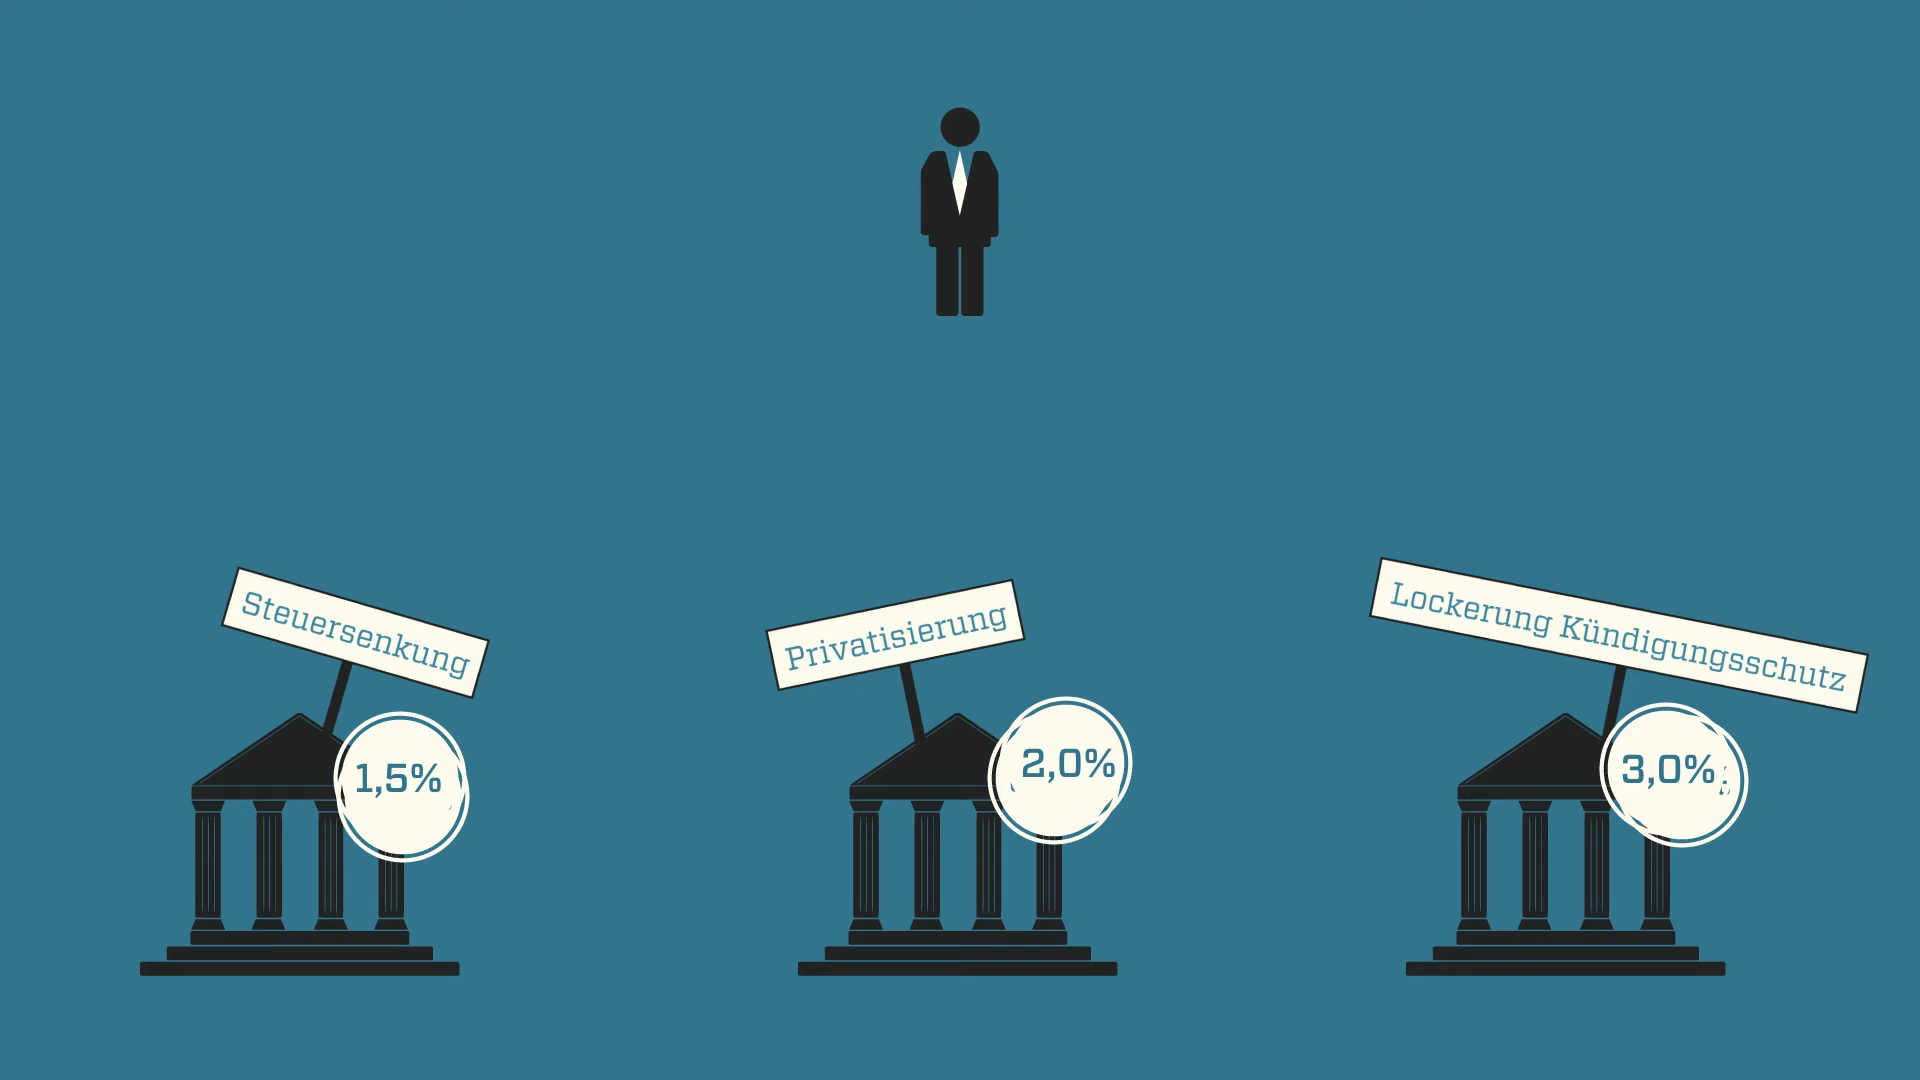 Steuersenkung
1,5%
Privatisierung
2,0%
Lockerung Kündigungsschutz
3,0%